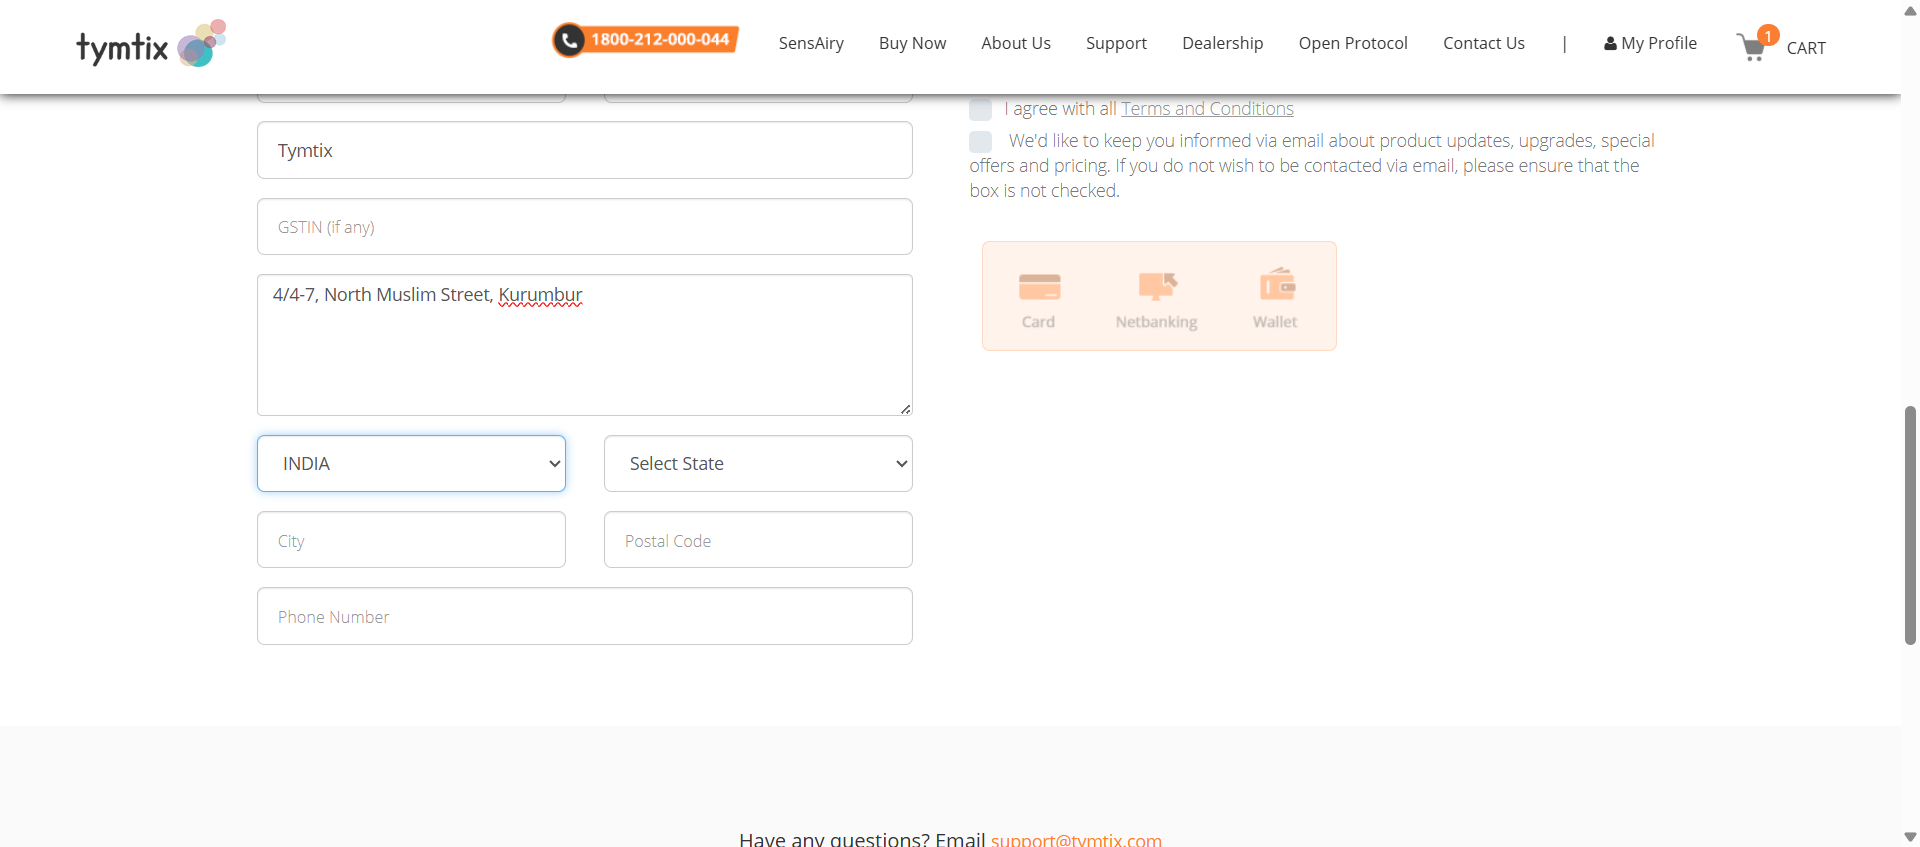 tymtix
1800-212-000-044
SensAiry
Buy Now
About Us
Support
Dealership
Open Protocol
Contact Us
|
My Profile
1
CART
Tymtix
GSTIN (if any)
4/4-7, North Muslim Street, Kurumbur
INDIA
Select State
City
Postal Code
Phone Number
I agree with all Terms and Conditions
We'd like to keep you informed via email about product updates, upgrades, special
offers and pricing. If you do not wish to be contacted via email, please ensure that the
box is not checked.
Card
Netbanking
Wallet
Have any questions? Email support@tymtix.com